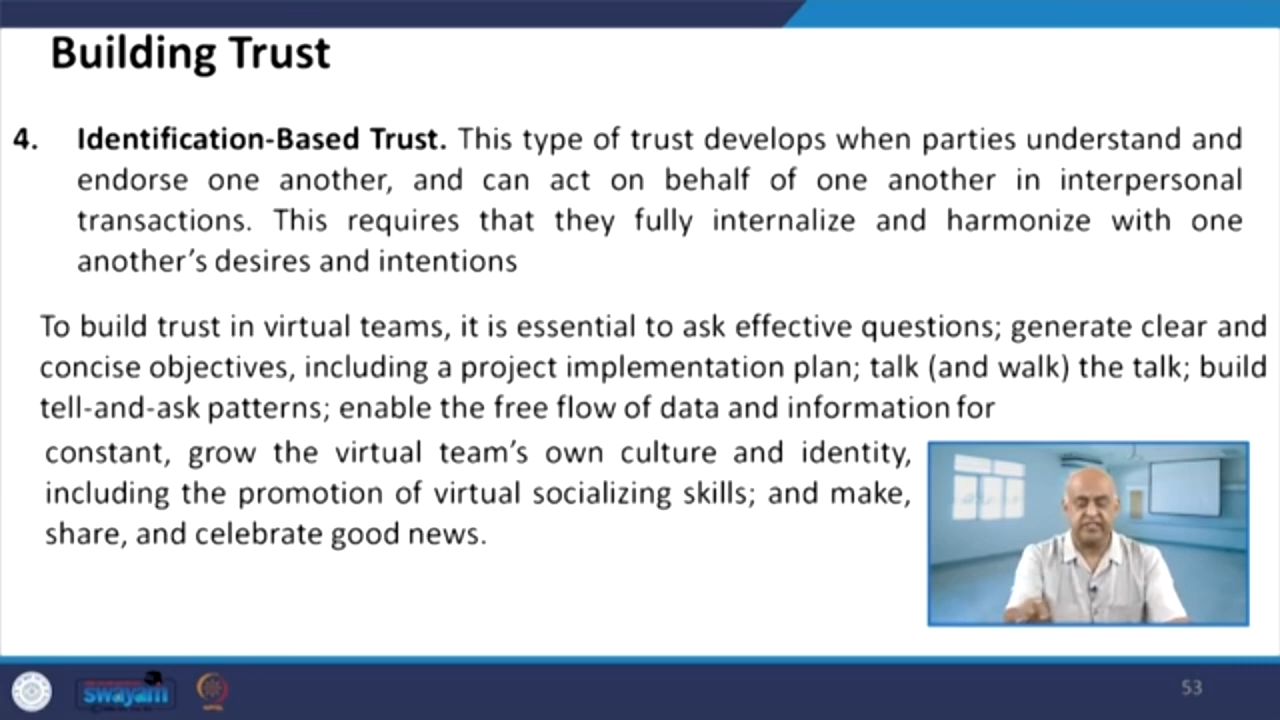 Building Trust
4. Identification-Based Trust. This type of trust develops when parties understand and
endorse one another, and can act on behalf of one another in interpersonal
transactions. This requires that they fully internalize and harmonize with one
another’s desires and intentions
To build trust in virtual teams, it is essential to ask effective questions; generate clear and
concise objectives, including a project implementation plan; talk (and walk) the talk; build
tell-and-ask patterns; enable the free flow of data and information for
constant, grow the virtual team’s own culture and identity,
including the promotion of virtual socializing skills; and make,
share, and celebrate good news.
swayam
53